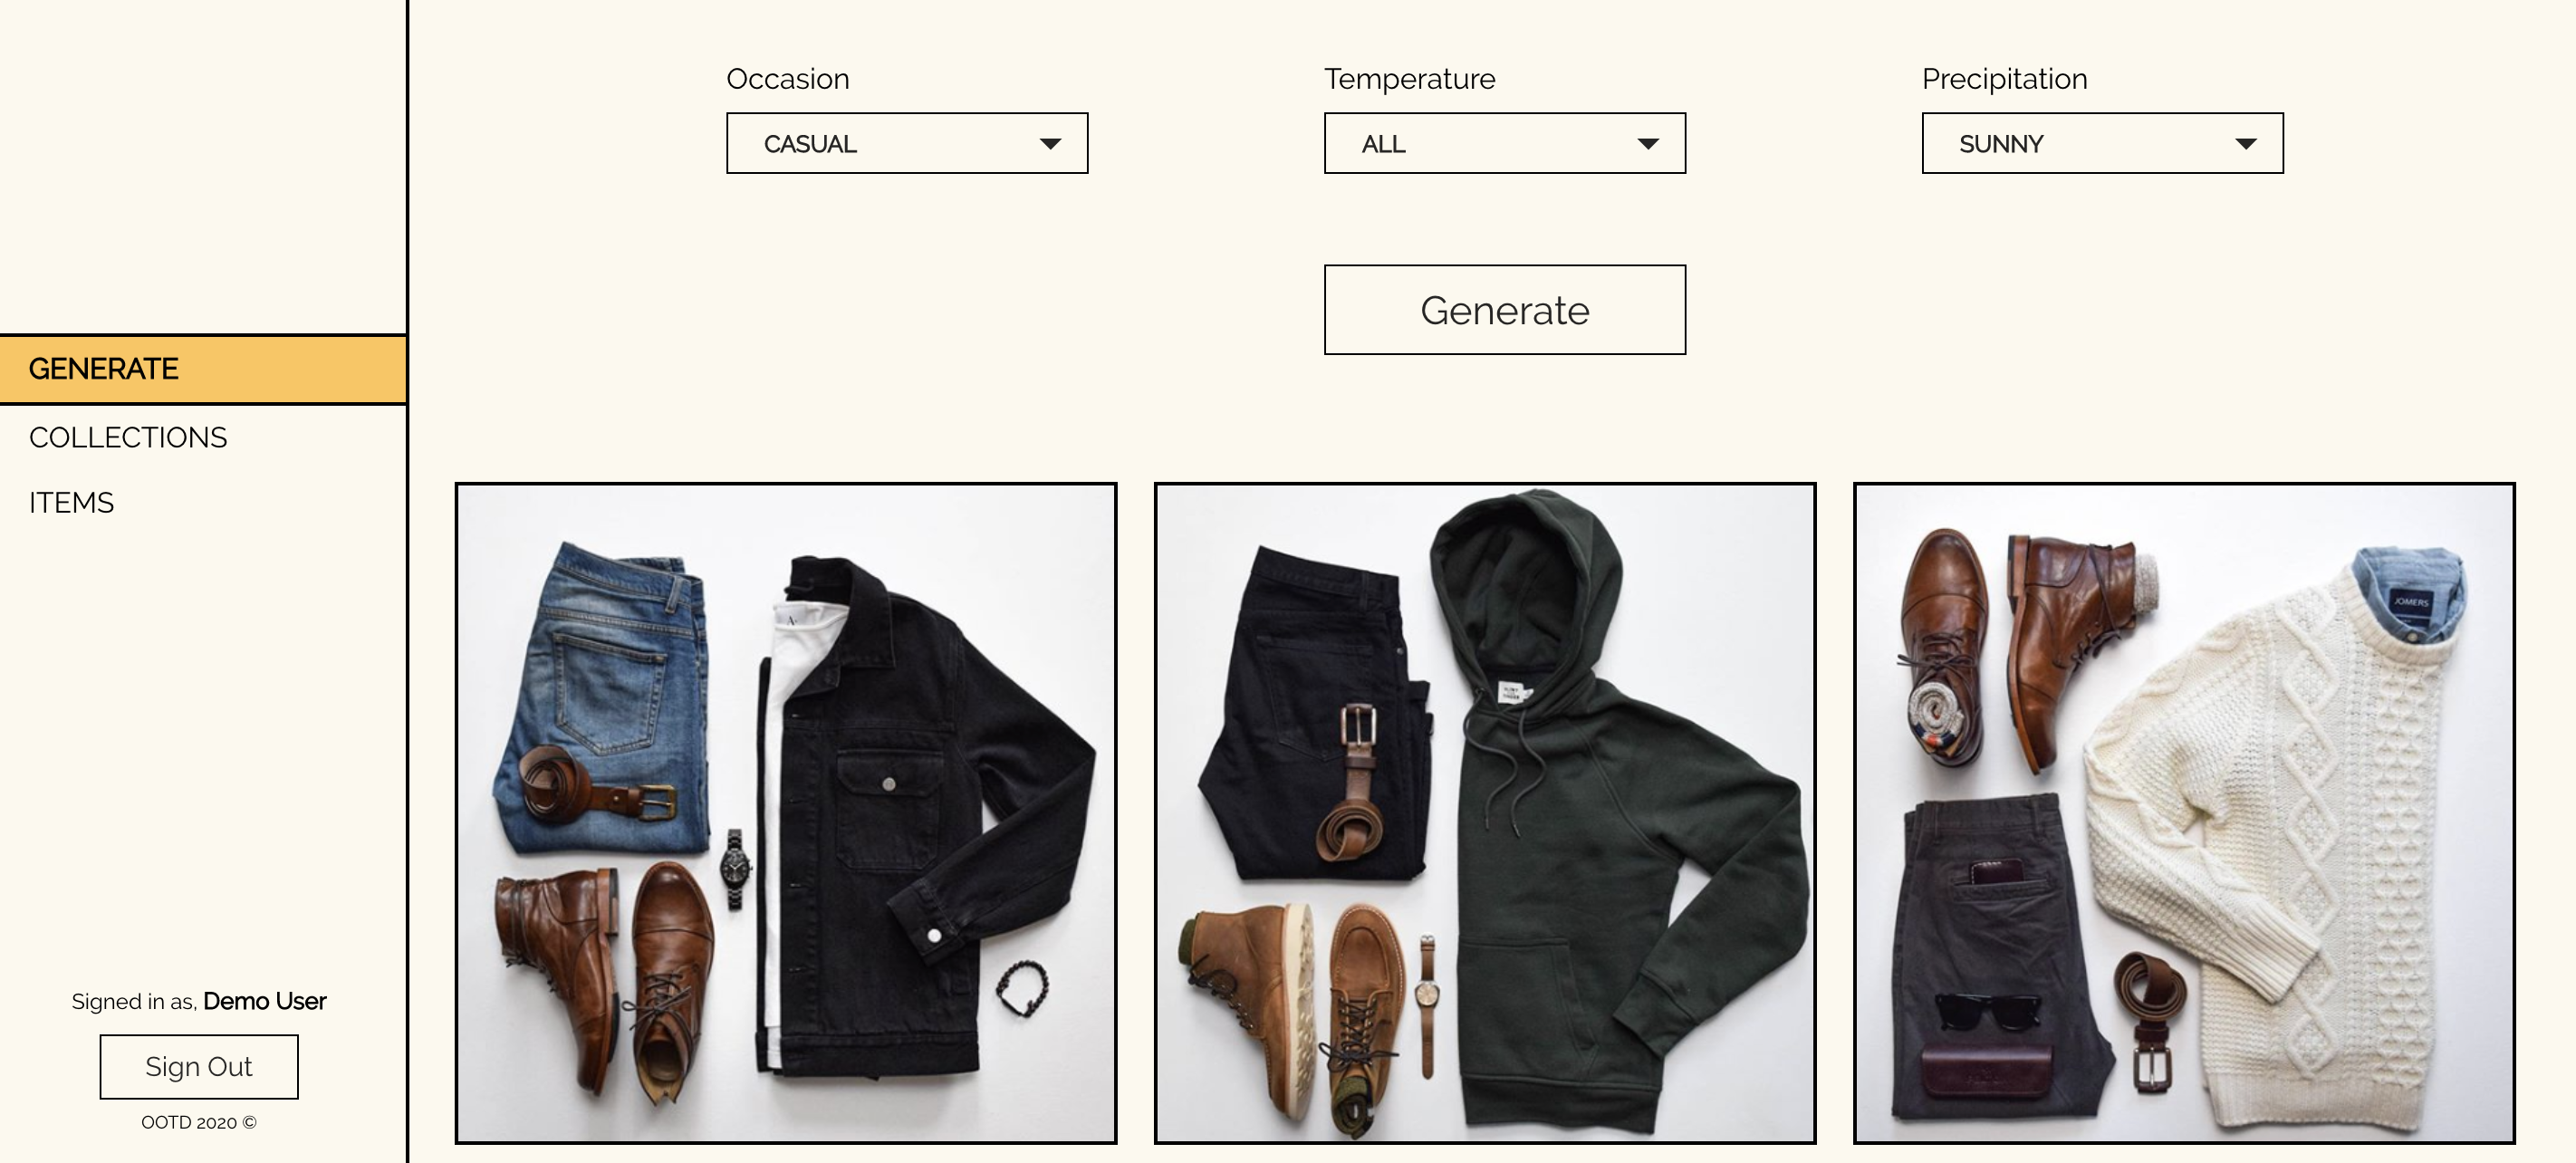 GENERATE
COLLECTIONS
ITEMS
Signed in as, Demo User
Sign Out
OOTD 2020 ©
Occasion
CASUAL
Temperature
ALL
Precipitation
SUNNY
Generate
JOMERS